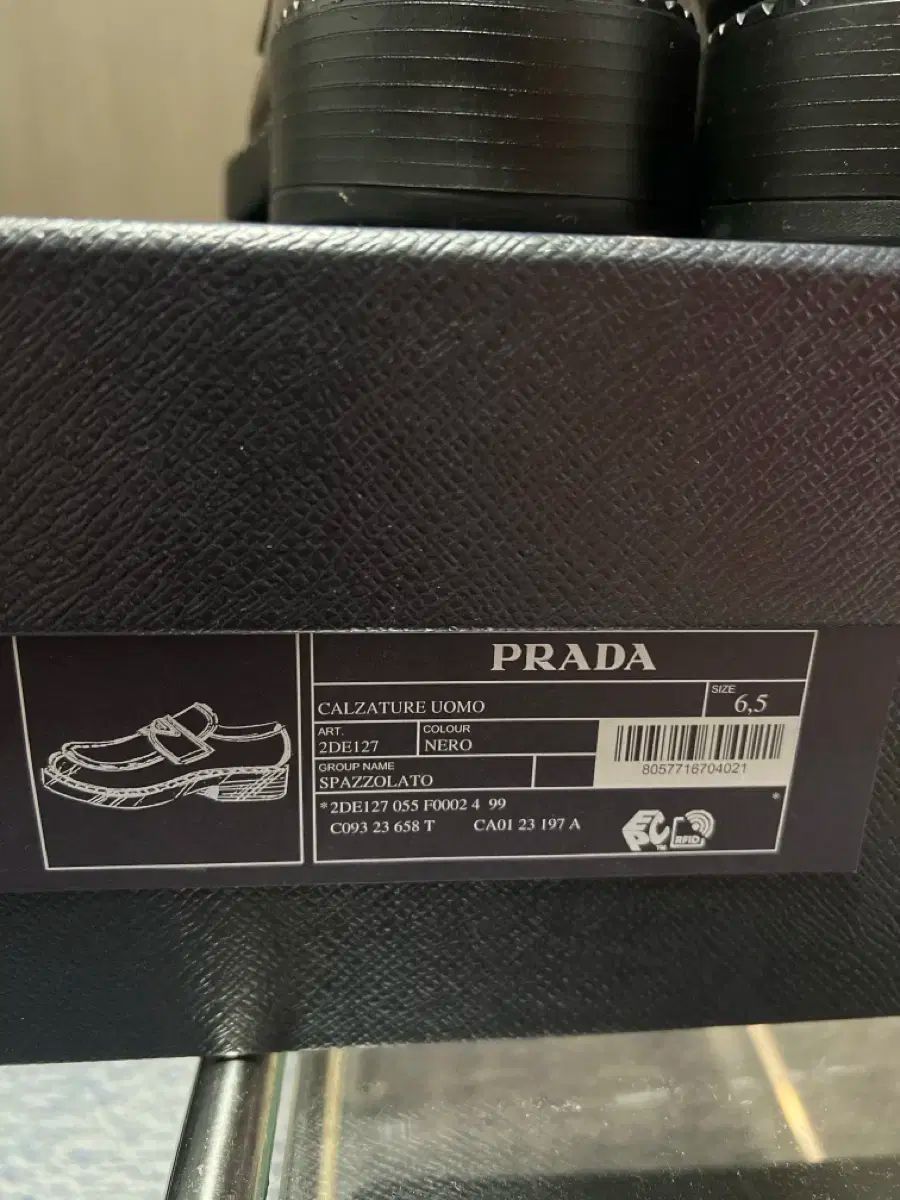 PRADA
CALZATURE UOMO
SIZE
6,5
ART.
2DE127
COLOUR
NERO
GROUP NAME
SPAZZOLATO
8057716704021
*2DE127 055 F0002 4 99 *
C093 23 658 T CA01 23 197 A
EPC™
RFID